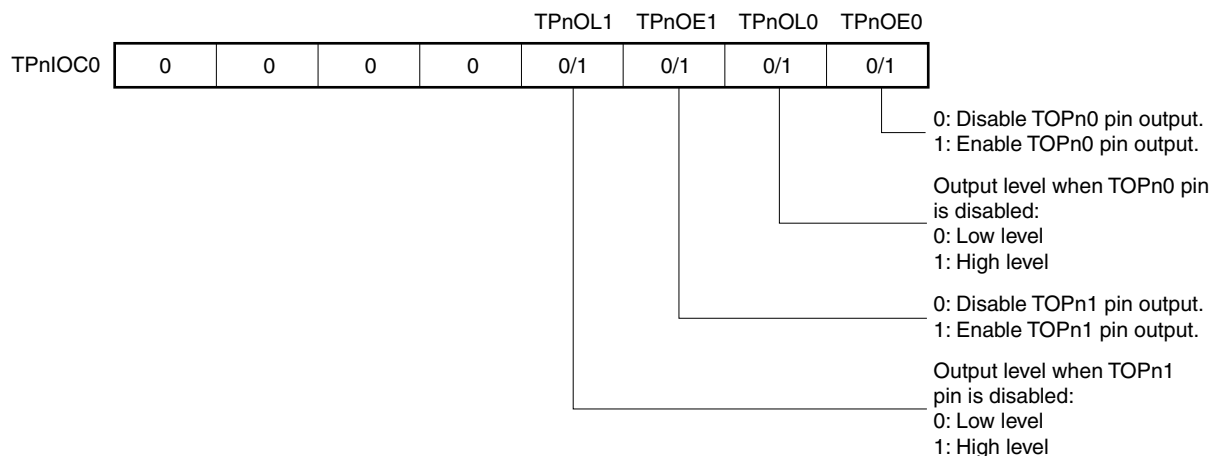 TPnOL1 TPnOE1 TPnOL0 TPnOE0
TPnIOC0 0 0 0 0 0/1 0/1 0/1 0/1
0: Disable TOPn0 pin output.
1: Enable TOPn0 pin output.
Output level when TOPn0 pin
is disabled:
0: Low level
1: High level
0: Disable TOPn1 pin output.
1: Enable TOPn1 pin output.
Output level when TOPn1
pin is disabled:
0: Low level
1: High level